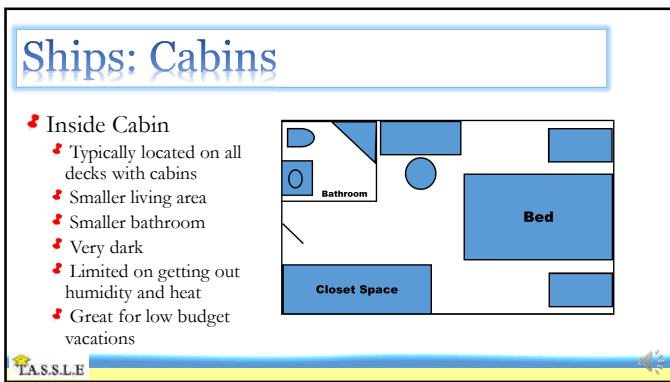 Ships: Cabins
Inside Cabin
Typically located on all
decks with cabins
Smaller living area
Smaller bathroom
Very dark
Limited on getting out
humidity and heat
Great for low budget
vacations
Bathroom
Bed
Closet Space
T.A.S.S.L.E